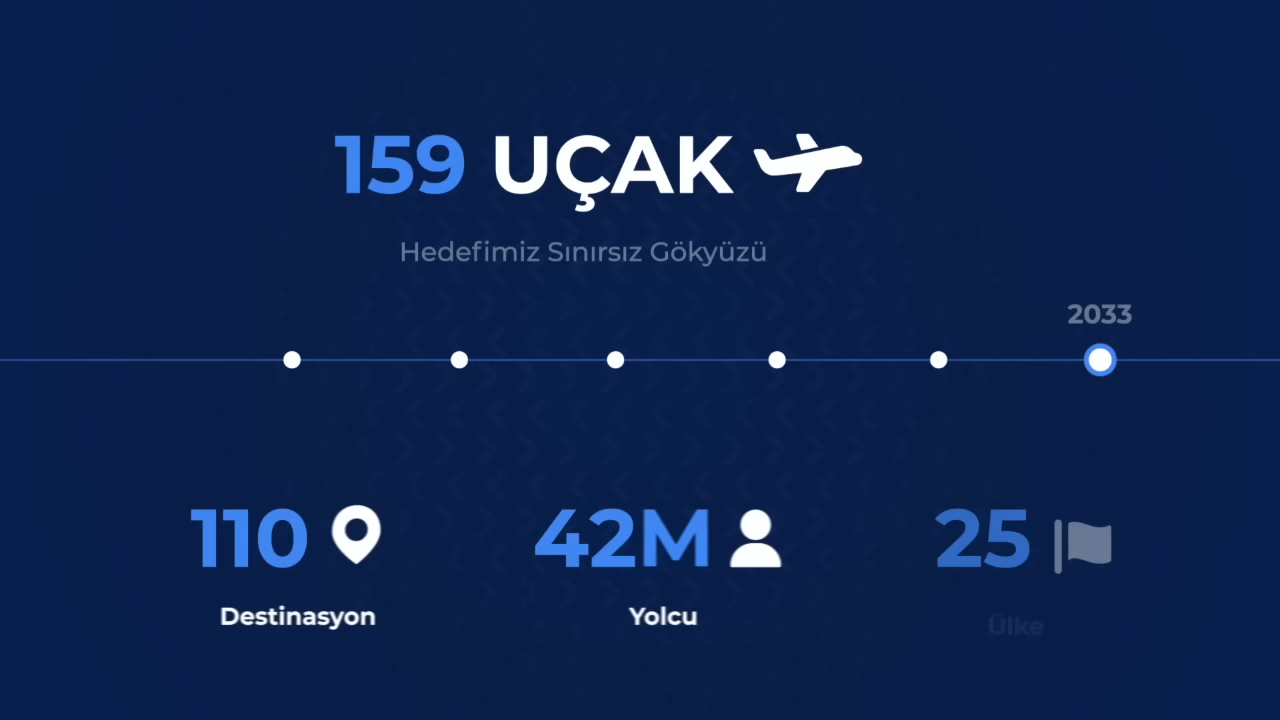 159 UÇAK
Hedefimiz Sınırsız Gökyüzü
2033
110
42M
25
Destinasyon
Yolcu
Ülke